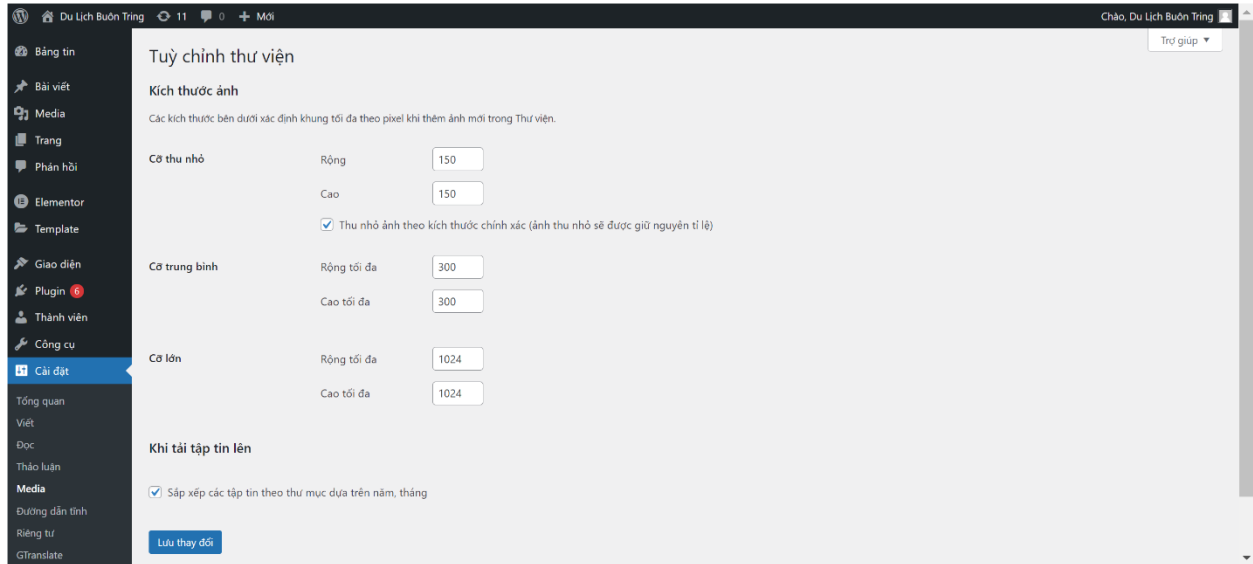 Du Lịch Buôn Tring 11 0 + Mới Chào, Du Lịch Buôn Tring
Trợ giúp ▼
Bảng tin
Bài viết
Media
Trang
Phản hồi
Elementor
Template
Giao diện
Plugin 6
Thành viên
Công cụ
Cài đặt
Tổng quan
Viết
Đọc
Thảo luận
Media
Đường dẫn tĩnh
Riêng tư
GTranslate
Tuỳ chỉnh thư viện
Kích thước ảnh
Các kích thước bên dưới xác định khung tối đa theo pixel khi thêm ảnh mới trong Thư viện.
Cỡ thu nhỏ
Rộng 150
Cao 150
Thu nhỏ ảnh theo kích thước chính xác (ảnh thu nhỏ sẽ được giữ nguyên tỉ lệ)
Cỡ trung bình
Rộng tối đa 300
Cao tối đa 300
Cỡ lớn
Rộng tối đa 1024
Cao tối đa 1024
Khi tải tập tin lên
Sắp xếp các tập tin theo thư mục dựa trên năm, tháng
Lưu thay đổi